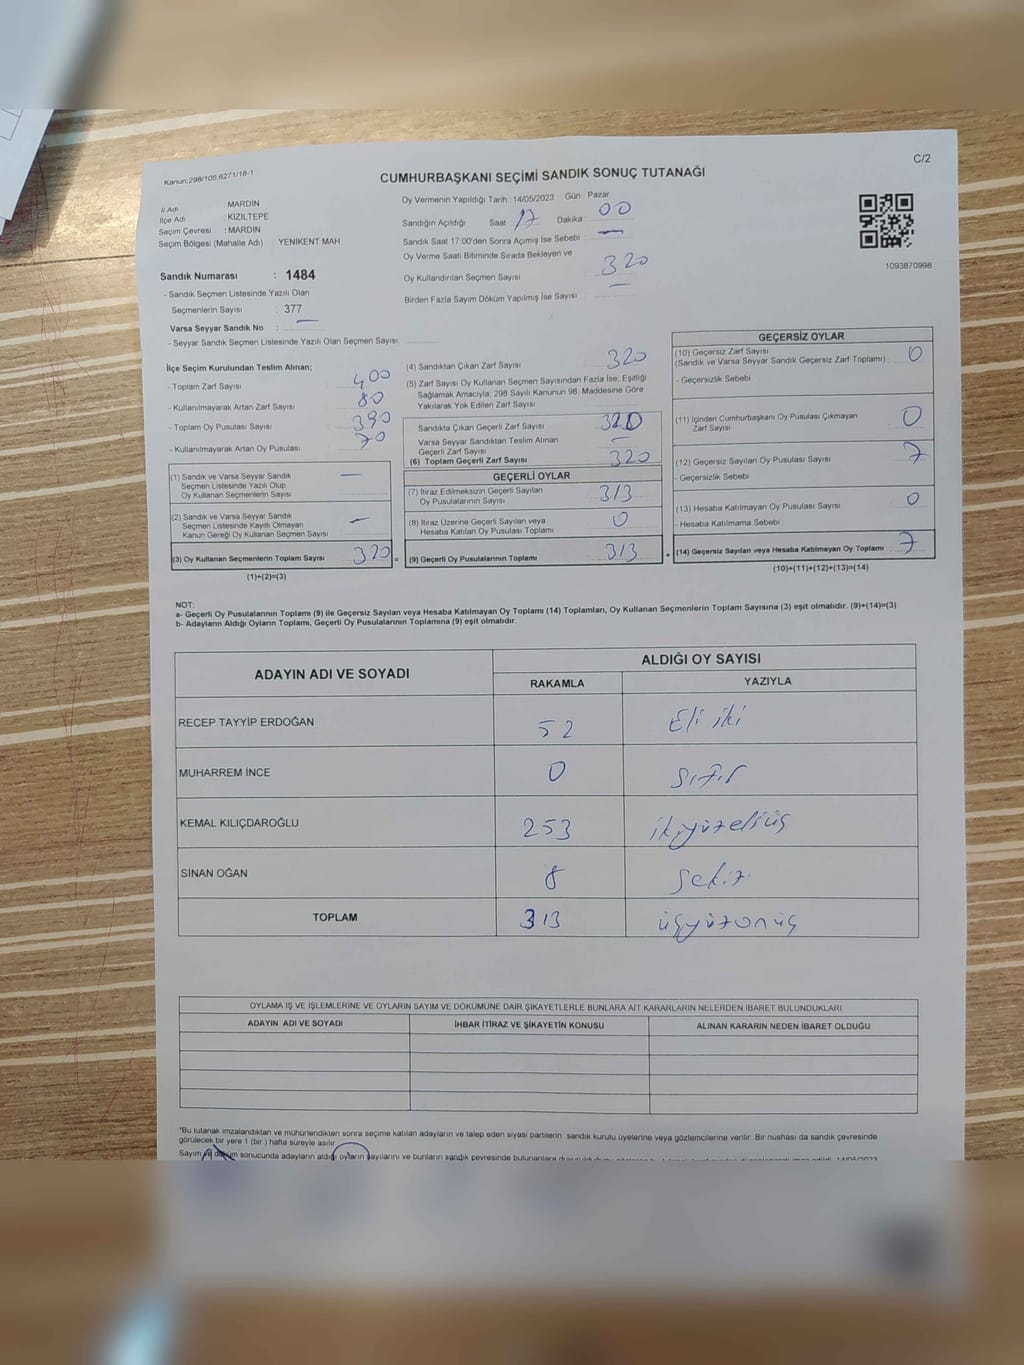 C/2
Kanun:298/105,6271/18-1
CUMHURBAŞKANI SEÇİMİ SANDIK SONUÇ TUTANAĞI
İl Adı : MARDİN
İlçe Adı : KIZILTEPE
Seçim Çevresi : MARDİN
Seçim Bölgesi (Mahalle Adı) : YENİKENT MAH
Sandık Numarası : 1484
- Sandık Seçmen Listesinde Yazılı Olan
Seçmenlerin Sayısı : 377
Varsa Seyyar Sandık No : —
- Seyyar Sandık Seçmen Listesinde Yazılı Olan Seçmen Sayısı:
Oy Vermenin Yapıldığı Tarih : 14/05/2023 Gün : Pazar
Sandığın Açıldığı Saat : 17 Dakika : 00
Sandık Saat 17:00'den Sonra Açımış İse Sebebi : —
Oy Verme Saati Bitiminde Sırada Bekleyen ve
Oy Kullandırılan Seçmen Sayısı 320
Birden Fazla Sayım Döküm Yapılmış İse Sayısı : —
1093870998
İlçe Seçim Kurulundan Teslim Alınan;
- Toplam Zarf Sayısı 400
- Kullanılmayarak Artan Zarf Sayısı 80
- Toplam Oy Pusulası Sayısı 390
- Kullanılmayarak Artan Oy Pusulası 70
(1) Sandık ve Varsa Seyyar Sandık —
Seçmen Listesinde Yazılı Olup
Oy Kullanan Seçmenlerin Sayısı
(2) Sandık ve Varsa Seyyar Sandık
Seçmen Listesinde Kayıtlı Olmayan —
Kanun Gereği Oy Kullanan Seçmen Sayısı
(3) Oy Kullanan Seçmenlerin Toplam Sayısı 320 =
(1)+(2)=(3)
(4) Sandıktan Çıkan Zarf Sayısı 320
(5) Zarf Sayısı Oy Kullanan Seçmen Sayısından Fazla İse, Eşitliği
Sağlamak Amacıyla; 298 Sayılı Kanunun 98. Maddesine Göre
Yakılarak Yok Edilen Zarf Sayısı
Sandıkta Çıkan Geçerli Zarf Sayısı 320
Varsa Seyyar Sandıktan Teslim Alınan —
Geçerli Zarf Sayısı
(6) Toplam Geçerli Zarf Sayısı 320
GEÇERLİ OYLAR
(7) İtiraz Edilmeksizin Geçerli Sayılan 313
Oy Pusulalarının Sayısı
(8) İtiraz Üzerine Geçerli Sayılan veya 0
Hesaba Katılan Oy Pusulası Toplamı
(9) Geçerli Oy Pusulalarının Toplamı 313 +
GEÇERSİZ OYLAR
(10) Geçersiz Zarf Sayısı 0
(Sandık ve Varsa Seyyar Sandık Geçersiz Zarf Toplamı) :
- Geçersizlik Sebebi
(11) İçinden Cumhurbaşkanı Oy Pusulası Çıkmayan 0
Zarf Sayısı
(12) Geçersiz Sayılan Oy Pusulası Sayısı 7
- Geçersizlik Sebebi
(13) Hesaba Katılmayan Oy Pusulası Sayısı 0
- Hesaba Katılmama Sebebi
(14) Geçersiz Sayılan veya Hesaba Katılmayan Oy Toplamı 7
(10)+(11)+(12)+(13)=(14)
NOT:
a- Geçerli Oy Pusulalarının Toplamı (9) ile Geçersiz Sayılan veya Hesaba Katılmayan Oy Toplamı (14) Toplamları, Oy Kullanan Seçmenlerin Toplam Sayısına (3) eşit olmalıdır. (9)+(14)=(3)
b- Adayların Aldığı Oyların Toplamı, Geçerli Oy Pusulalarının Toplamına (9) eşit olmalıdır.
ADAYIN ADI VE SOYADI ALDIĞI OY SAYISI
RAKAMLA YAZIYLA
RECEP TAYYİP ERDOĞAN 52 Eli iki
MUHARREM İNCE 0 Sıfır
KEMAL KILIÇDAROĞLU 253 ikiyüzeliüç
SİNAN OĞAN 8 Sekiz
TOPLAM 313 üçyüzonüç
OYLAMA İŞ VE İŞLEMLERİNE VE OYLARIN SAYIM VE DÖKÜMÜNE DAİR ŞİKAYETLERLE BUNLARA AİT KARARLARIN NELERDEN İBARET BULUNDUKLARI
ADAYIN ADI VE SOYADI İHBAR İTİRAZ VE ŞİKAYETİN KONUSU ALINAN KARARIN NEDEN İBARET OLDUĞU
*Bu tutanak imzalandıktan ve mühürlendikten sonra seçime katılan adayların ve talep eden siyasi partilerin sandık kurulu üyelerine veya gözlemcilerine verilir. Bir nüshası da sandık çevresinde
görülecek bir yere 1 (bir) hafta süreyle asılır
Sayım ve döküm sonucunda adayların aldığı oyların sayılarını ve bunların sandık çevresinde bulunanlara